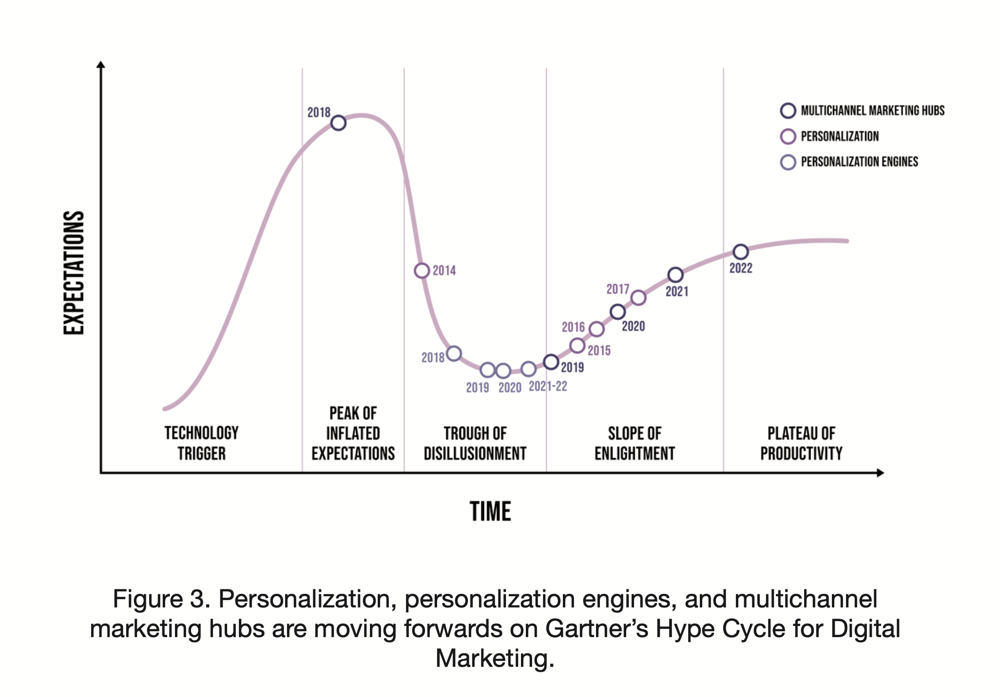 EXPECTATIONS
2018
2014
2018
2019
2020
2021-22
2019
2015
2016
2020
2017
2021
2022
MULTICHANNEL MARKETING HUBS
PERSONALIZATION
PERSONALIZATION ENGINES
TECHNOLOGY
TRIGGER
PEAK OF
INFLATED
EXPECTATIONS
TROUGH OF
DISILLUSIONMENT
SLOPE OF
ENLIGHTMENT
PLATEAU OF
PRODUCTIVITY
TIME
Figure 3. Personalization, personalization engines, and multichannel
marketing hubs are moving forwards on Gartner’s Hype Cycle for Digital
Marketing.